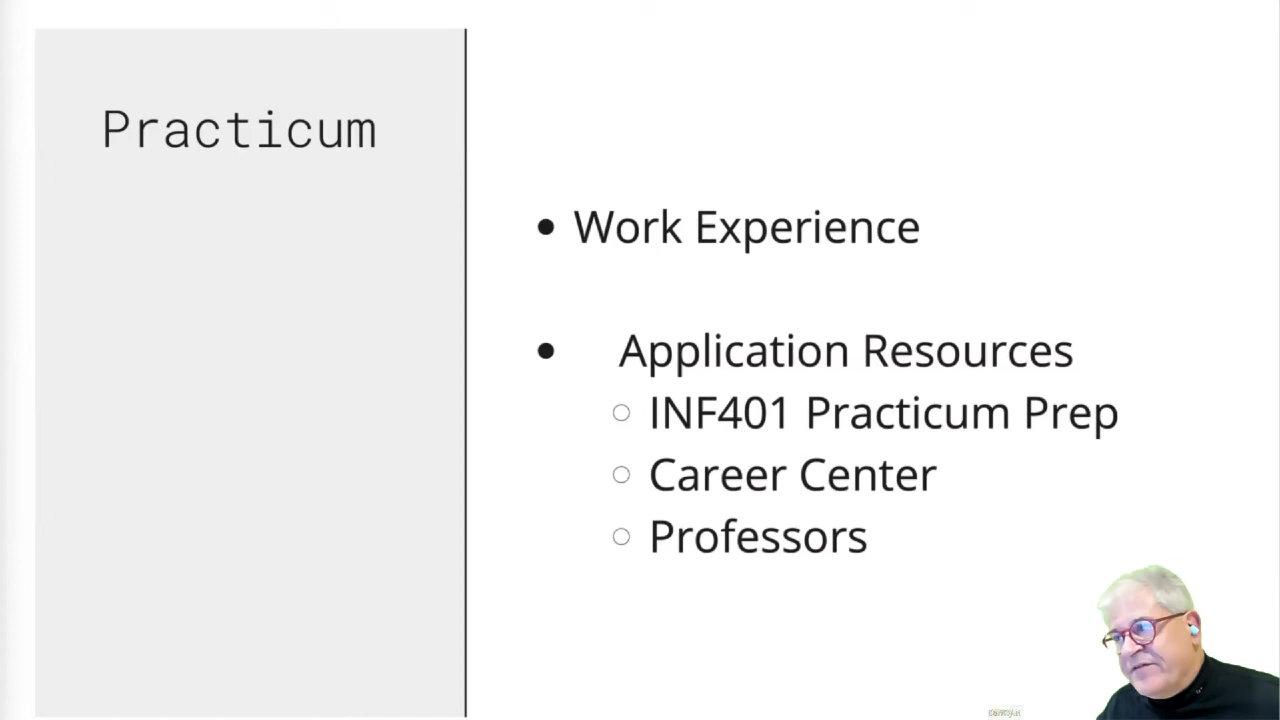 Practicum
• Work Experience
• Application Resources
○ INF401 Practicum Prep
○ Career Center
○ Professors